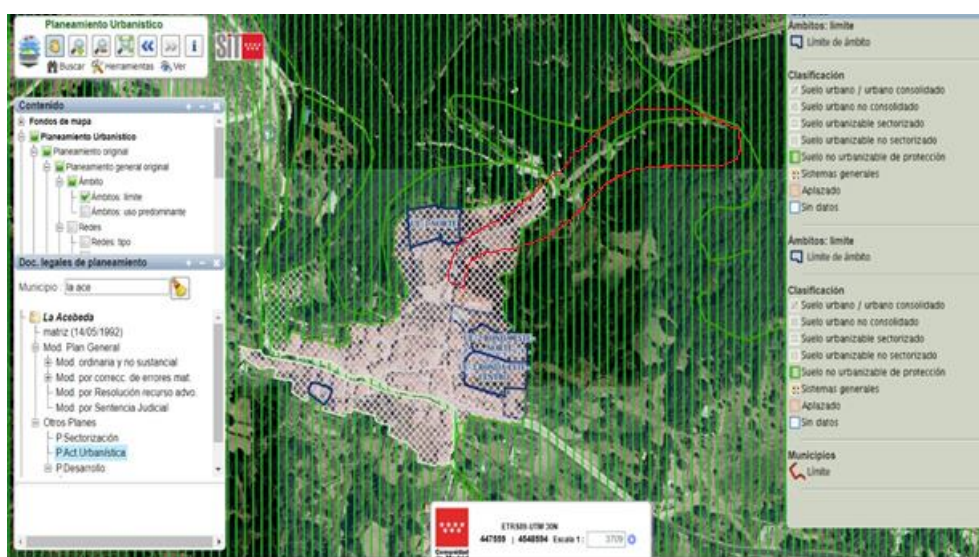 Planeamiento Urbanístico
SIT
Buscar Herramientas Ver
Contenido
Fondos de mapa
Planeamiento Urbanístico
Planeamiento original
Planeamiento general original
Ámbito
Ámbitos: límite
Ámbitos: uso predominante
Redes
Redes: tipo
Doc. legales de planeamiento
Municipio: la ace
La Acebeda
matriz (14/05/1992)
Mod. Plan General
Mod. ordinaria y no sustancial
Mod. por correcc. de errores mat.
Mod. por Resolución recurso advo.
Mod. por Sentencia Judicial
Otros Planes
P.Sectorización
P.Act.Urbanística
P.Desarrollo
ETRS89-UTM 30N
447559 | 4548594 Escala 1: 3709
Comunidad
Ámbitos: límite
Límite de ámbito
Clasificación
Suelo urbano / urbano consolidado
Suelo urbano no consolidado
Suelo urbanizable sectorizado
Suelo urbanizable no sectorizado
Suelo no urbanizable de protección
Sistemas generales
Aplazado
Sin datos
Ámbitos: límite
Límite de ámbito
Clasificación
Suelo urbano / urbano consolidado
Suelo urbano no consolidado
Suelo urbanizable sectorizado
Suelo urbanizable no sectorizado
Suelo no urbanizable de protección
Sistemas generales
Aplazado
Sin datos
Municipios
Límite